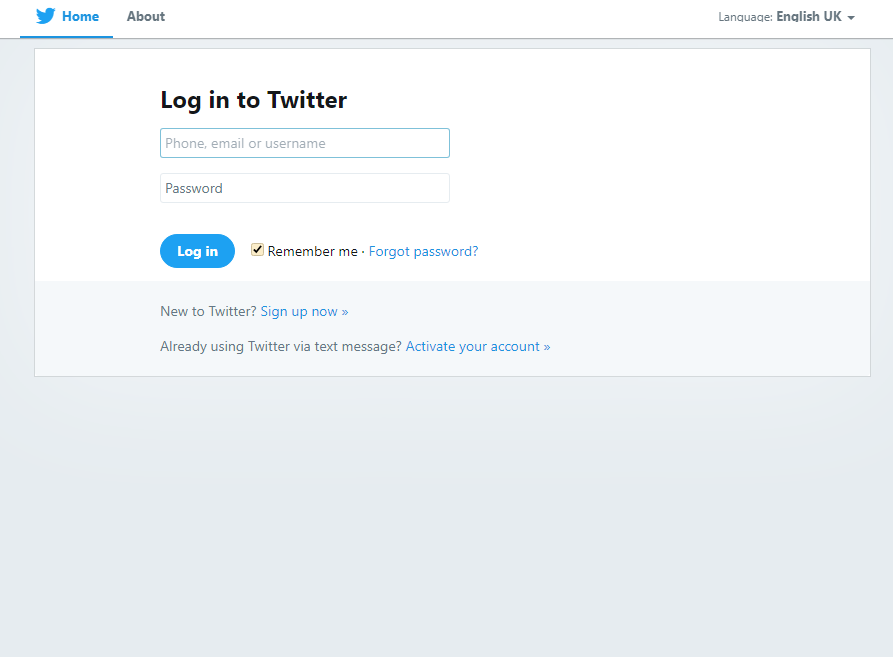 Home About Language: English UK
Log in to Twitter
Phone, email or username
Password
Log in Remember me · Forgot password?
New to Twitter? Sign up now »
Already using Twitter via text message? Activate your account »